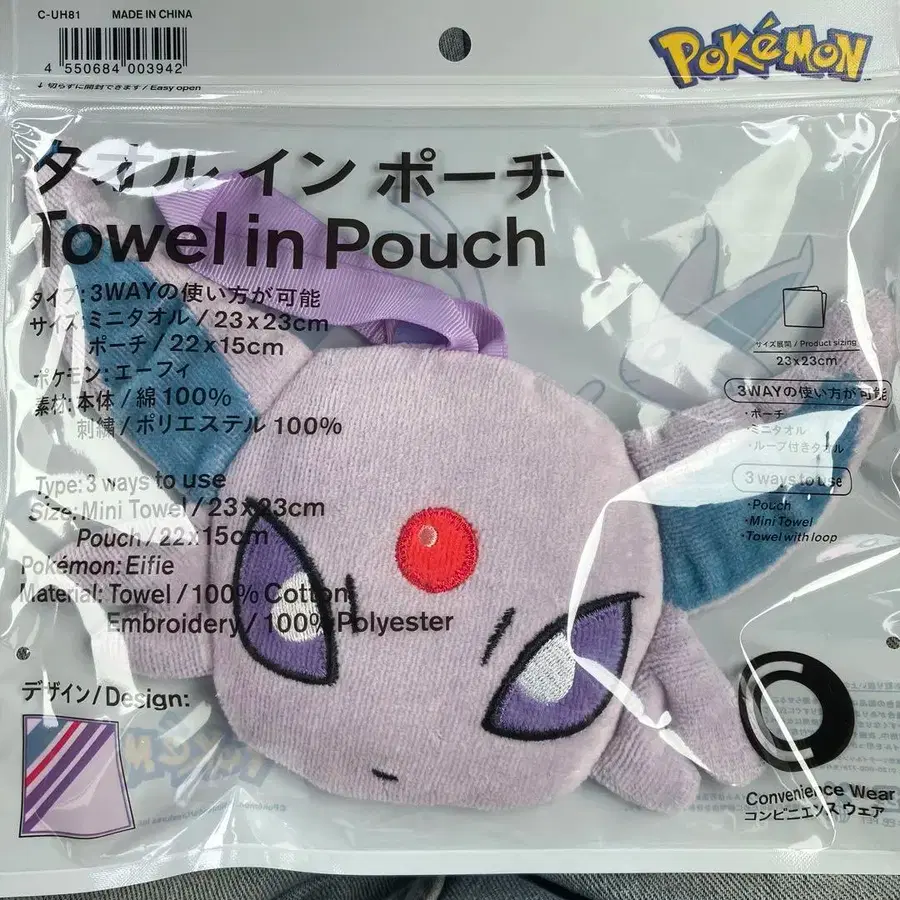 C-UH81 MADE IN CHINA
4 550684 003942
↓切らずに開封できます / Easy open
POKéMON
タオル イン ポーチ
Towel in Pouch
タイプ: 3WAYの使い方が可能
サイズ: ミニタオル / 23x23cm
ポーチ / 22x15cm
ポケモン: エーフィ
素材: 本体 / 綿 100%
刺繍 / ポリエステル 100%
Type: 3 ways to use
Size: Mini Towel / 23x23cm
Pouch / 22x15cm
Pokémon: Eifie
Material: Towel / 100% Cotton
Embroidery / 100% Polyester
デザイン/Design:
サイズ展開 / Product sizing
23x23cm
3WAYの使い方が可能
・ポーチ
・ミニタオル
・ループ付きタオル
3 ways to use
・Pouch
・Mini Towel
・Towel with loop
Convenience Wear
コンビニエンス ウェア